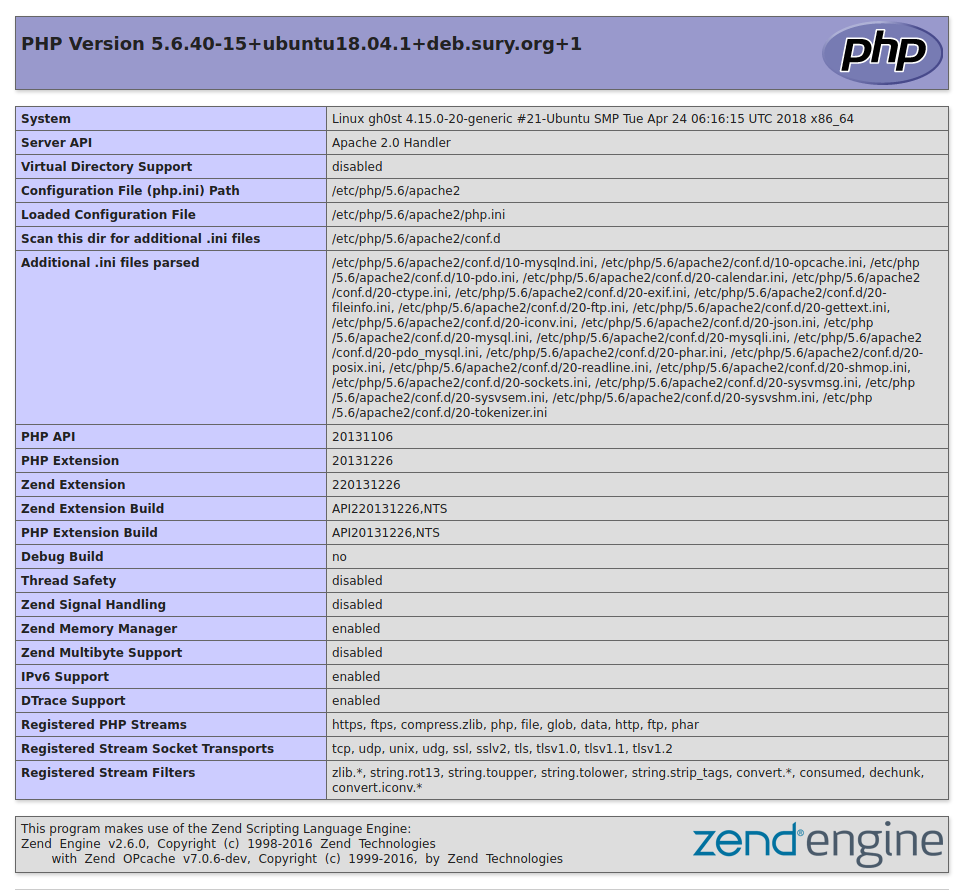 PHP Version 5.6.40-15+ubuntu18.04.1+deb.sury.org+1
php
System Linux gh0st 4.15.0-20-generic #21-Ubuntu SMP Tue Apr 24 06:16:15 UTC 2018 x86_64
Server API Apache 2.0 Handler
Virtual Directory Support disabled
Configuration File (php.ini) Path /etc/php/5.6/apache2
Loaded Configuration File /etc/php/5.6/apache2/php.ini
Scan this dir for additional .ini files /etc/php/5.6/apache2/conf.d
Additional .ini files parsed /etc/php/5.6/apache2/conf.d/10-mysqlnd.ini, /etc/php/5.6/apache2/conf.d/10-opcache.ini, /etc/php
/5.6/apache2/conf.d/10-pdo.ini, /etc/php/5.6/apache2/conf.d/20-calendar.ini, /etc/php/5.6/apache2
/conf.d/20-ctype.ini, /etc/php/5.6/apache2/conf.d/20-exif.ini, /etc/php/5.6/apache2/conf.d/20-
fileinfo.ini, /etc/php/5.6/apache2/conf.d/20-ftp.ini, /etc/php/5.6/apache2/conf.d/20-gettext.ini,
/etc/php/5.6/apache2/conf.d/20-iconv.ini, /etc/php/5.6/apache2/conf.d/20-json.ini, /etc/php
/5.6/apache2/conf.d/20-mysql.ini, /etc/php/5.6/apache2/conf.d/20-mysqli.ini, /etc/php/5.6/apache2
/conf.d/20-pdo_mysql.ini, /etc/php/5.6/apache2/conf.d/20-phar.ini, /etc/php/5.6/apache2/conf.d/20-
posix.ini, /etc/php/5.6/apache2/conf.d/20-readline.ini, /etc/php/5.6/apache2/conf.d/20-shmop.ini,
/etc/php/5.6/apache2/conf.d/20-sockets.ini, /etc/php/5.6/apache2/conf.d/20-sysvmsg.ini, /etc/php
/5.6/apache2/conf.d/20-sysvsem.ini, /etc/php/5.6/apache2/conf.d/20-sysvshm.ini, /etc/php
/5.6/apache2/conf.d/20-tokenizer.ini
PHP API 20131106
PHP Extension 20131226
Zend Extension 220131226
Zend Extension Build API220131226,NTS
PHP Extension Build API20131226,NTS
Debug Build no
Thread Safety disabled
Zend Signal Handling disabled
Zend Memory Manager enabled
Zend Multibyte Support disabled
IPv6 Support enabled
DTrace Support enabled
Registered PHP Streams https, ftps, compress.zlib, php, file, glob, data, http, ftp, phar
Registered Stream Socket Transports tcp, udp, unix, udg, ssl, sslv2, tls, tlsv1.0, tlsv1.1, tlsv1.2
Registered Stream Filters zlib.*, string.rot13, string.toupper, string.tolower, string.strip_tags, convert.*, consumed, dechunk,
convert.iconv.*
This program makes use of the Zend Scripting Language Engine:
Zend Engine v2.6.0, Copyright (c) 1998-2016 Zend Technologies
with Zend OPcache v7.0.6-dev, Copyright (c) 1999-2016, by Zend Technologies
zend® engine